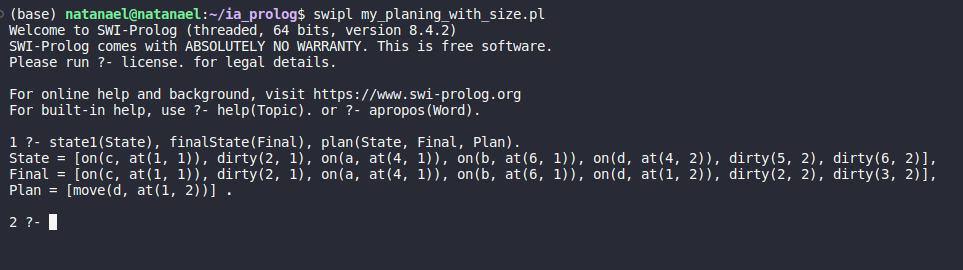 (base) natanael@natanael:~/ia_prolog$ swipl my_planing_with_size.pl
Welcome to SWI-Prolog (threaded, 64 bits, version 8.4.2)
SWI-Prolog comes with ABSOLUTELY NO WARRANTY. This is free software.
Please run ?- license. for legal details.

For online help and background, visit https://www.swi-prolog.org
For built-in help, use ?- help(Topic). or ?- apropos(Word).

1 ?- state1(State), finalState(Final), plan(State, Final, Plan).
State = [on(c, at(1, 1)), dirty(2, 1), on(a, at(4, 1)), on(b, at(6, 1)), on(d, at(4, 2)), dirty(5, 2), dirty(6, 2)],
Final = [on(c, at(1, 1)), dirty(2, 1), on(a, at(4, 1)), on(b, at(6, 1)), on(d, at(1, 2)), dirty(2, 2), dirty(3, 2)],
Plan = [move(d, at(1, 2))] .

2 ?-